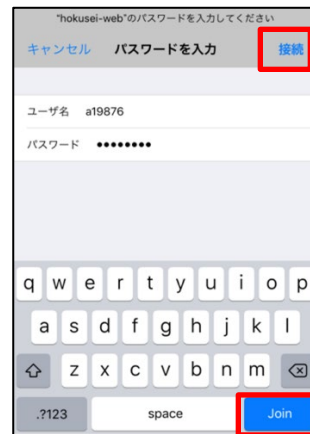 "hokusei-web"のパスワードを入力してください
キャンセル パスワードを入力 接続
ユーザ名 a19876
パスワード ●●●●●●●●
q w e r t y u i o p
a s d f g h j k l
z x c v b n m
.?123 space Join